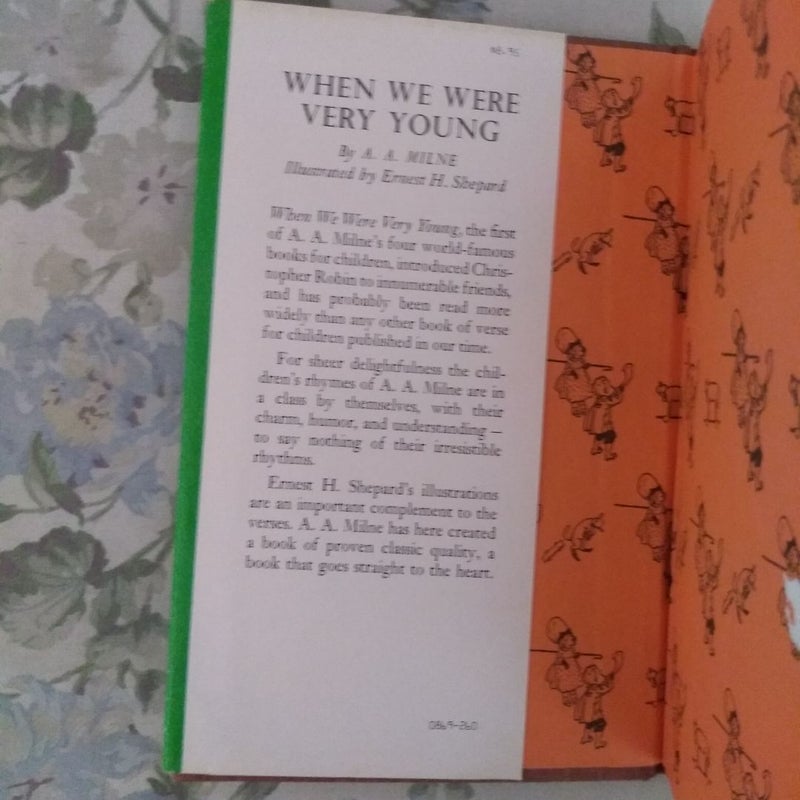 WHEN WE WERE
VERY YOUNG
By A. A. MILNE
Illustrated by Ernest H. Shepard
When We Were Very Young, the first
of A. A. Milne's four world-famous
books for children, introduced Chris-
topher Robin to innumerable friends,
and has probably been read more
widely than any other book of verse
for children published in our time.
For sheer delightfulness the chil-
dren's rhymes of A. A. Milne are in
a class by themselves, with their
charm, humor, and understanding —
to say nothing of their irresistible
rhythms.
Ernest H. Shepard's illustrations
are an important complement to the
verses. A. A. Milne has here created
a book of proven classic quality, a
book that goes straight to the heart.
0869-260